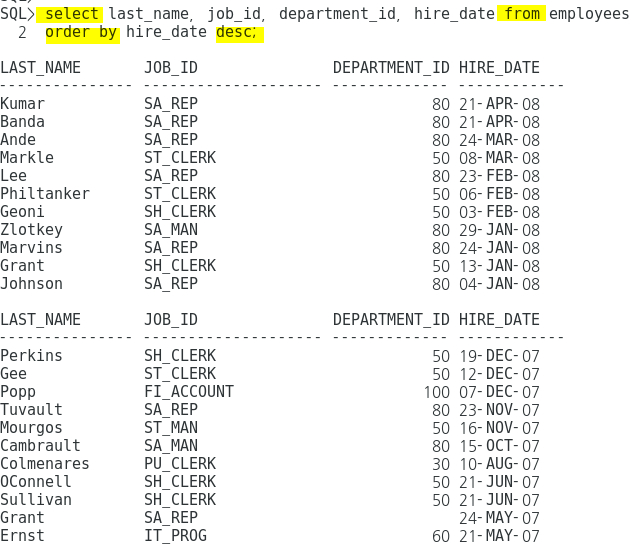 SQL> select last_name, job_id, department_id, hire_date from employees
2 order by hire_date desc;
LAST_NAME JOB_ID DEPARTMENT_ID HIRE_DATE
--------------- -------------------- ------------- ------------
Kumar SA_REP 80 21-APR-08
Banda SA_REP 80 21-APR-08
Ande SA_REP 80 24-MAR-08
Markle ST_CLERK 50 08-MAR-08
Lee SA_REP 80 23-FEB-08
Philtanker ST_CLERK 50 06-FEB-08
Geoni SH_CLERK 50 03-FEB-08
Zlotkey SA_MAN 80 29-JAN-08
Marvins SA_REP 80 24-JAN-08
Grant SH_CLERK 50 13-JAN-08
Johnson SA_REP 80 04-JAN-08
LAST_NAME JOB_ID DEPARTMENT_ID HIRE_DATE
--------------- -------------------- ------------- ------------
Perkins SH_CLERK 50 19-DEC-07
Gee ST_CLERK 50 12-DEC-07
Popp FI_ACCOUNT 100 07-DEC-07
Tuvault SA_REP 80 23-NOV-07
Mourgos ST_MAN 50 16-NOV-07
Cambrault SA_MAN 80 15-OCT-07
Colmenares PU_CLERK 30 10-AUG-07
OConnell SH_CLERK 50 21-JUN-07
Sullivan SH_CLERK 50 21-JUN-07
Grant SA_REP 24-MAY-07
Ernst IT_PROG 60 21-MAY-07